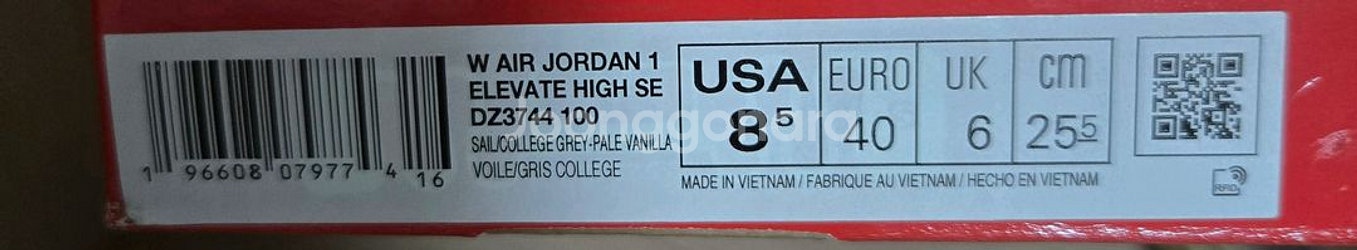 W AIR JORDAN 1
ELEVATE HIGH SE
DZ3744 100
SAIL/COLLEGE GREY-PALE VANILLA
VOILE/GRIS COLLEGE
1 96608 07977 4 16
USA EURO UK cm
8 5 40 6 25 5
MADE IN VIETNAM / FABRIQUE AU VIETNAM / HECHO EN VIETNAM
RFID
Joonggonara